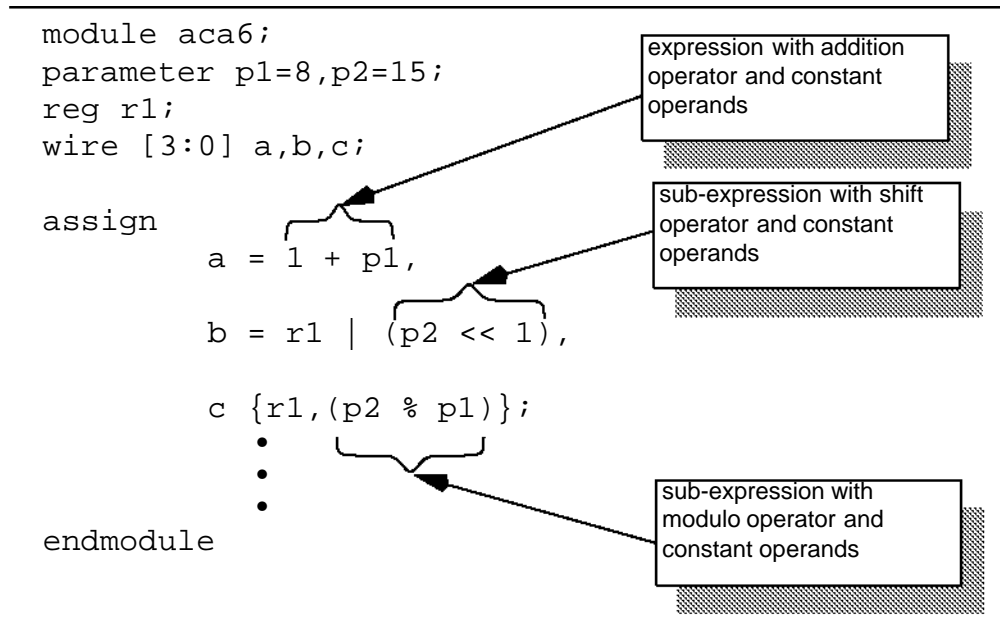 module aca6;
parameter p1=8,p2=15;
reg r1;
wire [3:0] a,b,c;
expression with addition
operator and constant
operands
assign
a = 1 + p1,
sub-expression with shift
operator and constant
operands
b = r1 | (p2 << 1),
c {r1,(p2 % p1)};
•
•
•
sub-expression with
modulo operator and
constant operands
endmodule